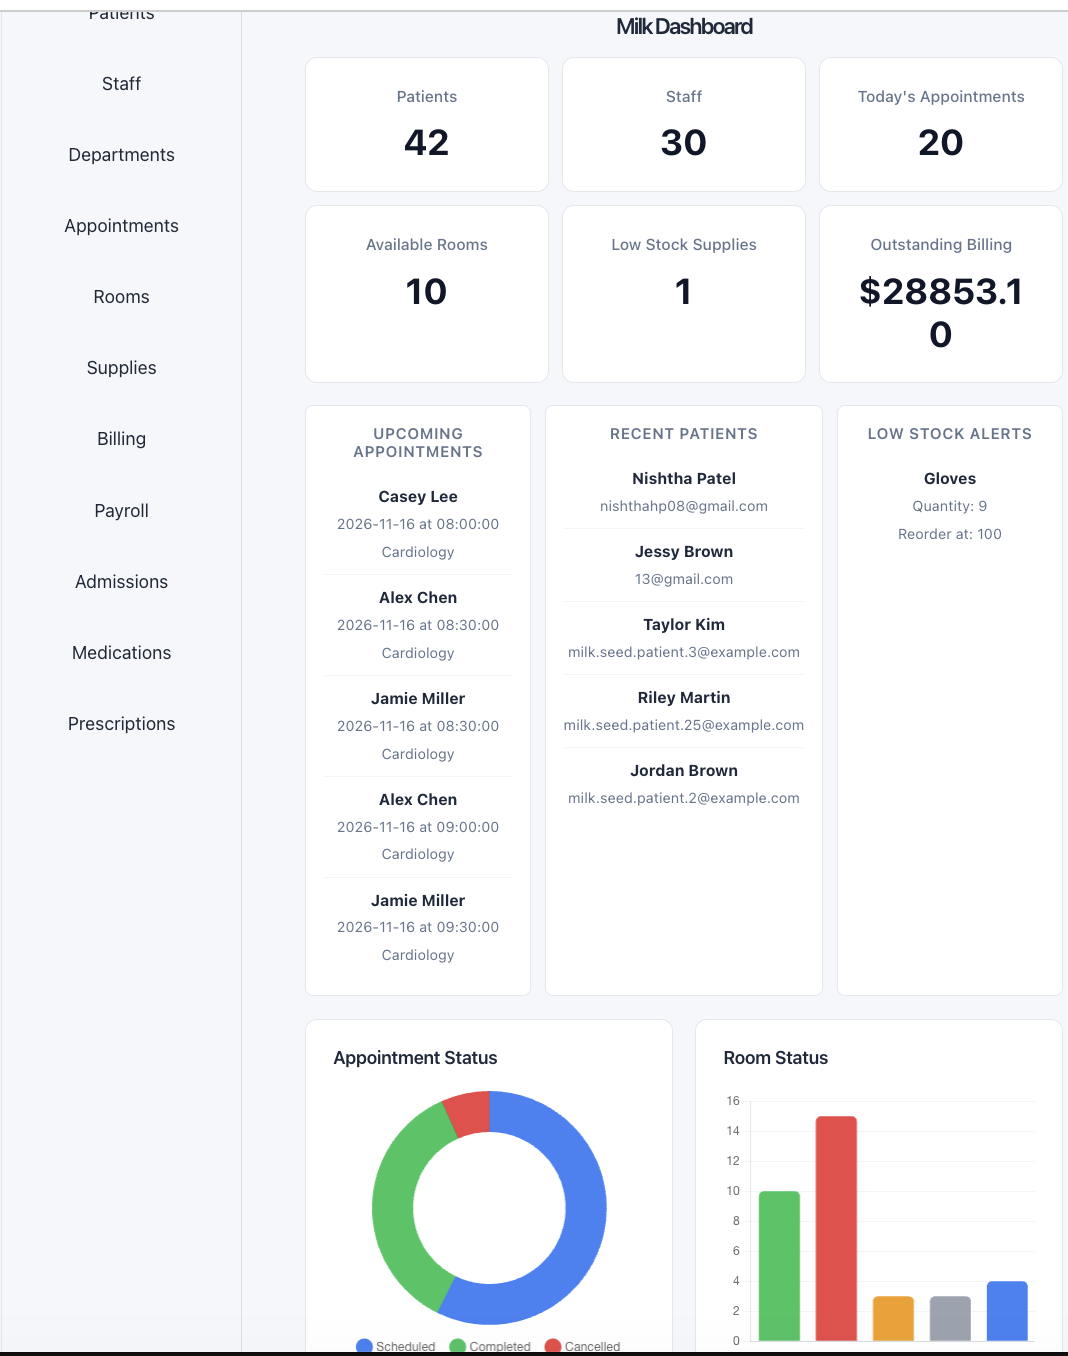 Patients
Staff
Departments
Appointments
Rooms
Supplies
Billing
Payroll
Admissions
Medications
Prescriptions
Milk Dashboard
Patients
42
Staff
30
Today's Appointments
20
Available Rooms
10
Low Stock Supplies
1
Outstanding Billing
$28853.1
0
UPCOMING
APPOINTMENTS
Casey Lee
2026-11-16 at 08:00:00
Cardiology
Alex Chen
2026-11-16 at 08:30:00
Cardiology
Jamie Miller
2026-11-16 at 08:30:00
Cardiology
Alex Chen
2026-11-16 at 09:00:00
Cardiology
Jamie Miller
2026-11-16 at 09:30:00
Cardiology
RECENT PATIENTS
Nishtha Patel
nishthahp08@gmail.com
Jessy Brown
13@gmail.com
Taylor Kim
milk.seed.patient.3@example.com
Riley Martin
milk.seed.patient.25@example.com
Jordan Brown
milk.seed.patient.2@example.com
LOW STOCK ALERTS
Gloves
Quantity: 9
Reorder at: 100
Appointment Status
Scheduled
Completed
Cancelled
Room Status
16
14
12
10
8
6
4
2
0